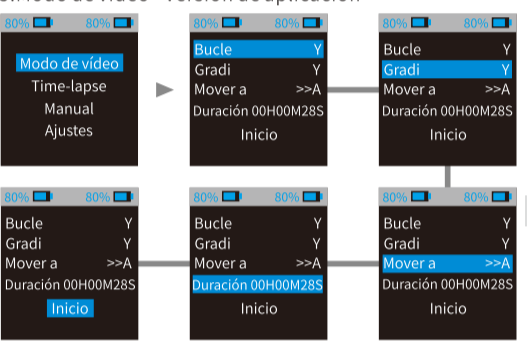 80% 80%
Modo de vídeo
Time-lapse
Manual
Ajustes
80% 80%
Bucle Y
Gradi Y
Mover a >>A
Duración 00H00M28S
Inicio
80% 80%
Bucle Y
Gradi Y
Mover a >>A
Duración 00H00M28S
Inicio
80% 80%
Bucle Y
Gradi Y
Mover a >>A
Duración 00H00M28S
Inicio
80% 80%
Bucle Y
Gradi Y
Mover a >>A
Duración 00H00M28S
Inicio
80% 80%
Bucle Y
Gradi Y
Mover a >>A
Duración 00H00M28S
Inicio